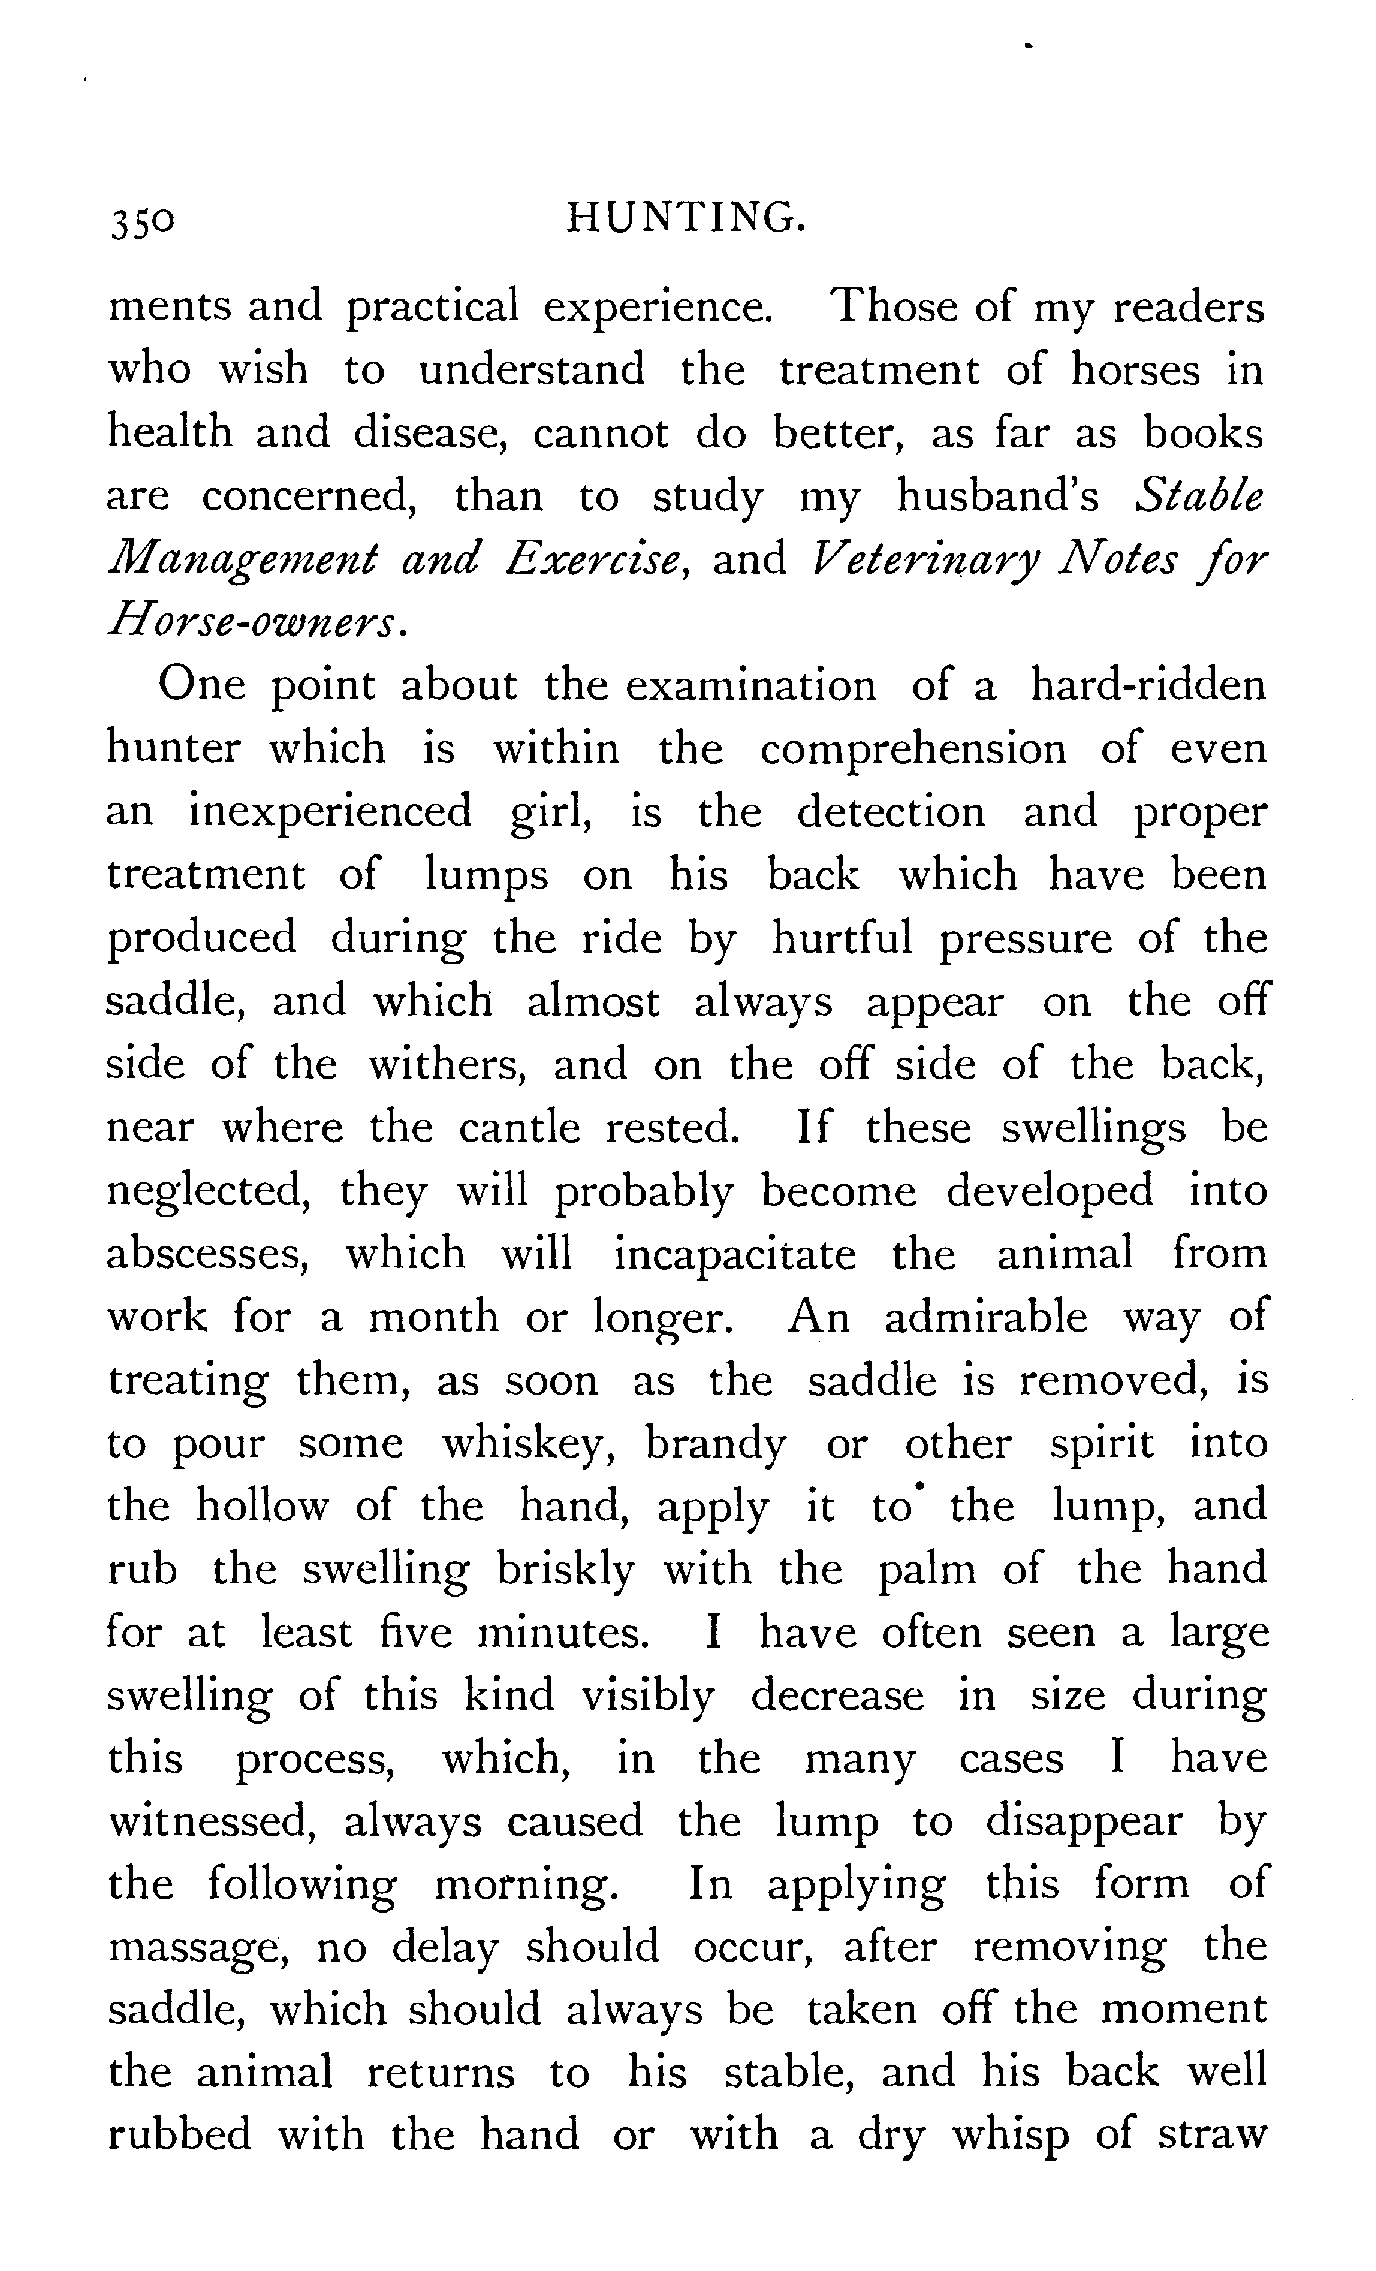 350 HUNTING.
ments and practical experience. Those of my readers
who wish to understand the treatment of horses in
health and disease, cannot do better, as far as books
are concerned, than to study my husband's Stable
Management and Exercise, and Veterinary Notes for
Horse-owners.
One point about the examination of a hard-ridden
hunter which is within the comprehension of even
an inexperienced girl, is the detection and proper
treatment of lumps on his back which have been
produced during the ride by hurtful pressure of the
saddle, and which almost always appear on the off
side of the withers, and on the off side of the back,
near where the cantle rested. If these swellings be
neglected, they will probably become developed into
abscesses, which will incapacitate the animal from
work for a month or longer. An admirable way of
treating them, as soon as the saddle is removed, is
to pour some whiskey, brandy or other spirit into
the hollow of the hand, apply it to the lump, and
rub the swelling briskly with the palm of the hand
for at least five minutes. I have often seen a large
swelling of this kind visibly decrease in size during
this process, which, in the many cases I have
witnessed, always caused the lump to disappear by
the following morning. In applying this form of
massage, no delay should occur, after removing the
saddle, which should always be taken off the moment
the animal returns to his stable, and his back well
rubbed with the hand or with a dry whisp of straw